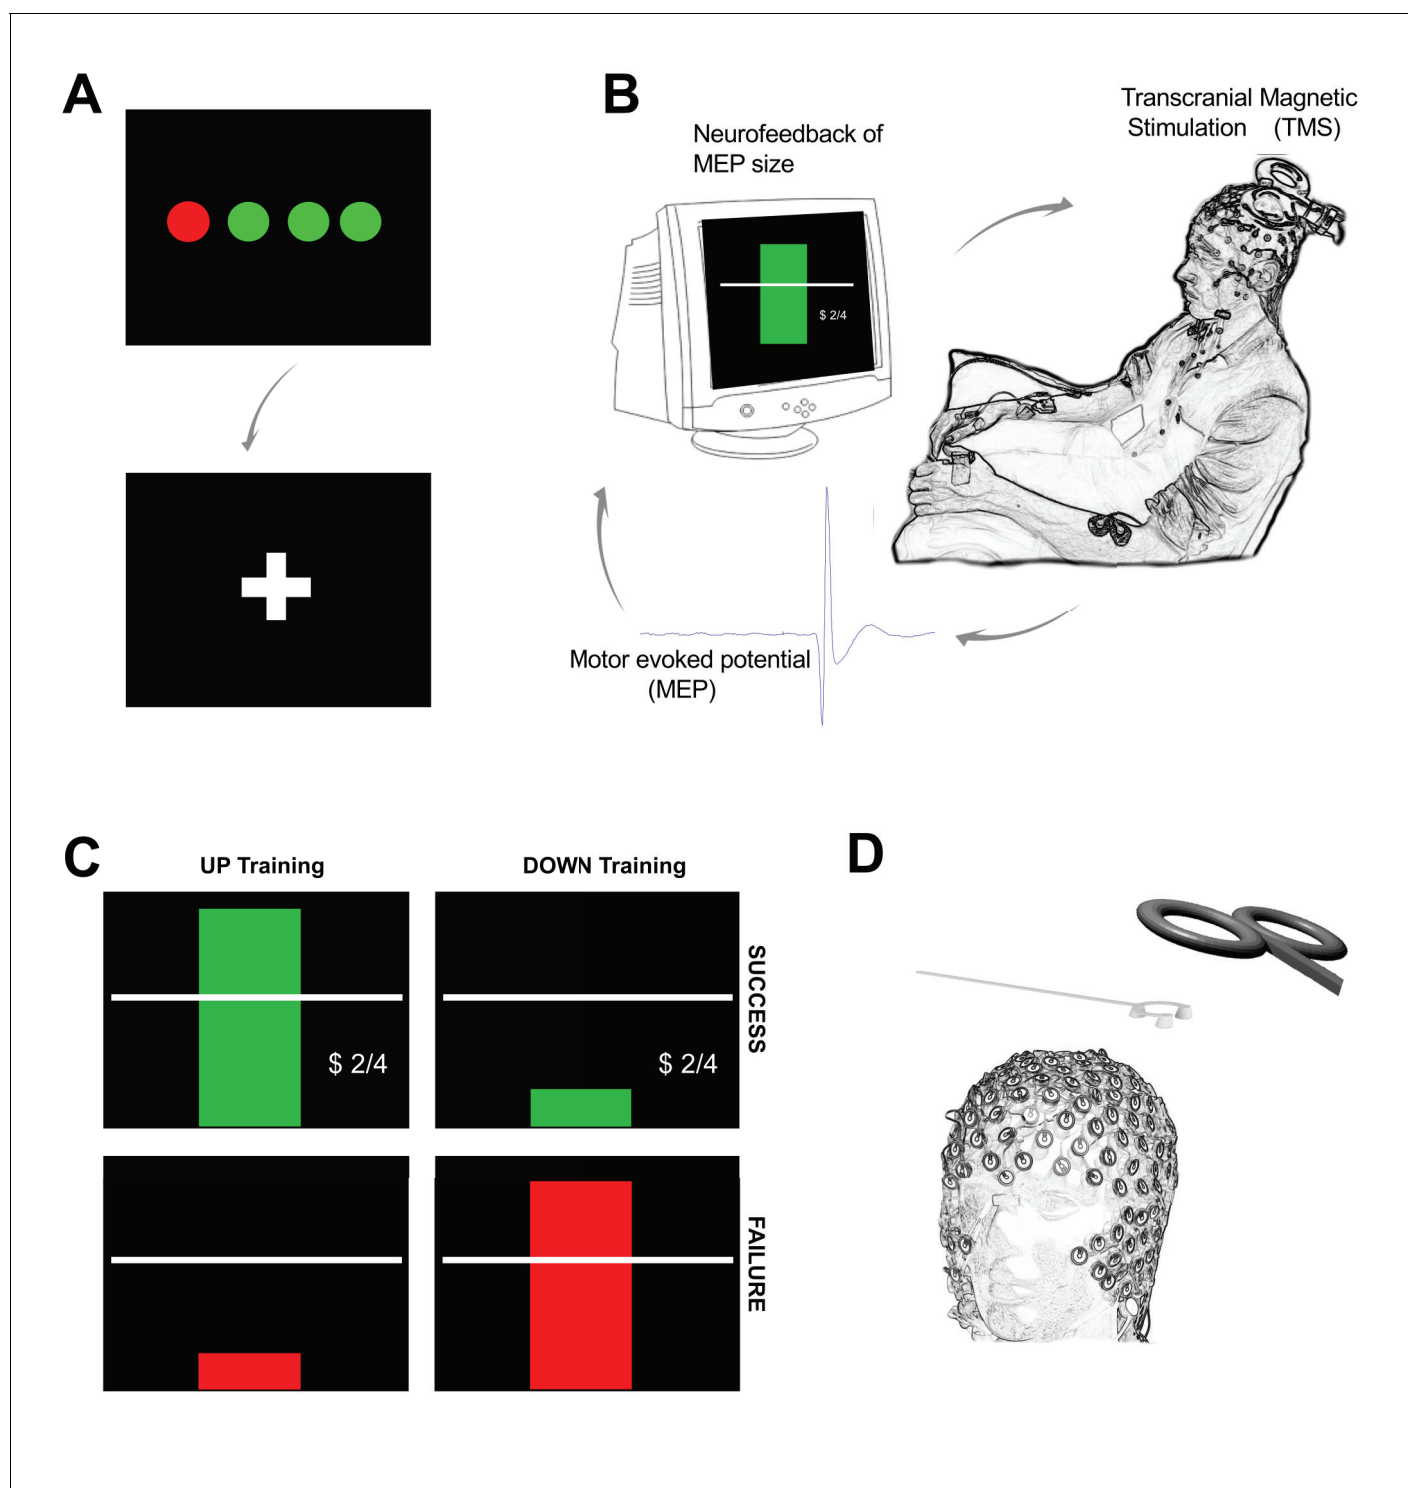 A
B
Transcranial Magnetic
Stimulation (TMS)
Neurofeedback of
MEP size
$ 2/4
Motor evoked potential
(MEP)
C
UP Training
DOWN Training
$ 2/4
$ 2/4
SUCCESS
FAILURE
D